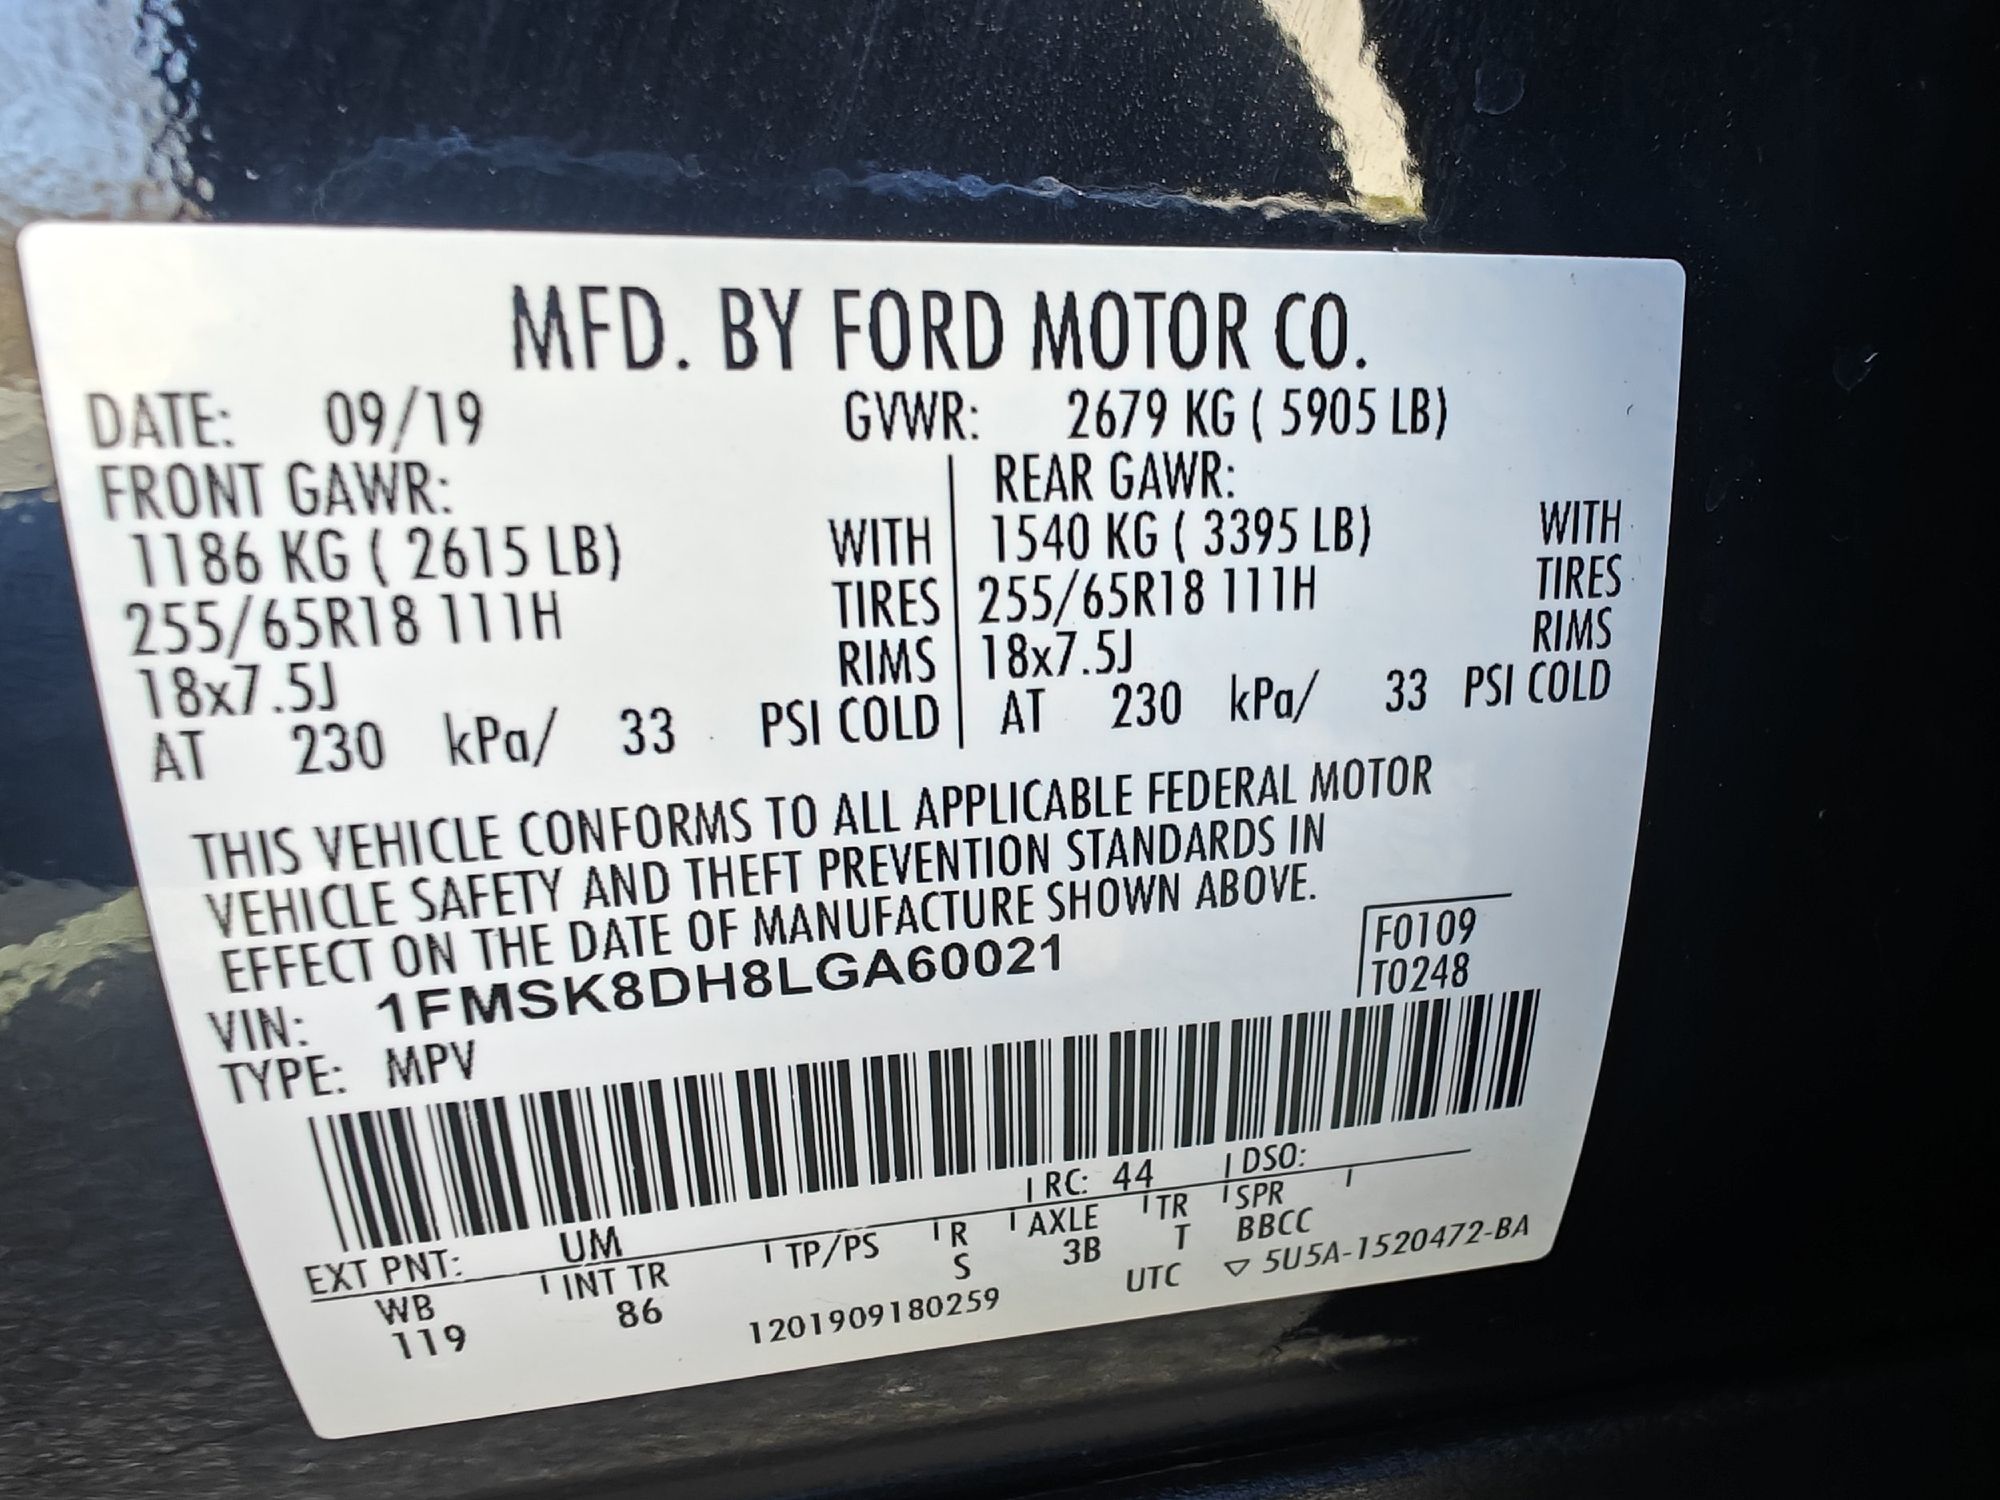 MFD. BY FORD MOTOR CO.
DATE: 09/19 GVWR: 2679 KG ( 5905 LB)
FRONT GAWR: REAR GAWR:
1186 KG ( 2615 LB) WITH 1540 KG ( 3395 LB) WITH
255/65R18 111H TIRES 255/65R18 111H TIRES
18x7.5J RIMS 18x7.5J RIMS
AT 230 kPa/ 33 PSI COLD AT 230 kPa/ 33 PSI COLD
THIS VEHICLE CONFORMS TO ALL APPLICABLE FEDERAL MOTOR
VEHICLE SAFETY AND THEFT PREVENTION STANDARDS IN
EFFECT ON THE DATE OF MANUFACTURE SHOWN ABOVE.
VIN: 1FMSK8DH8LGA60021 F0109
TYPE: MPV T0248
EXT PNT: UM RC: 44 DSO:
WB INT TR TP/PS R AXLE TR SPR
119 86 S 3B T BBCC
1201909180259 UTC ▽ 5U5A-1520472-BA